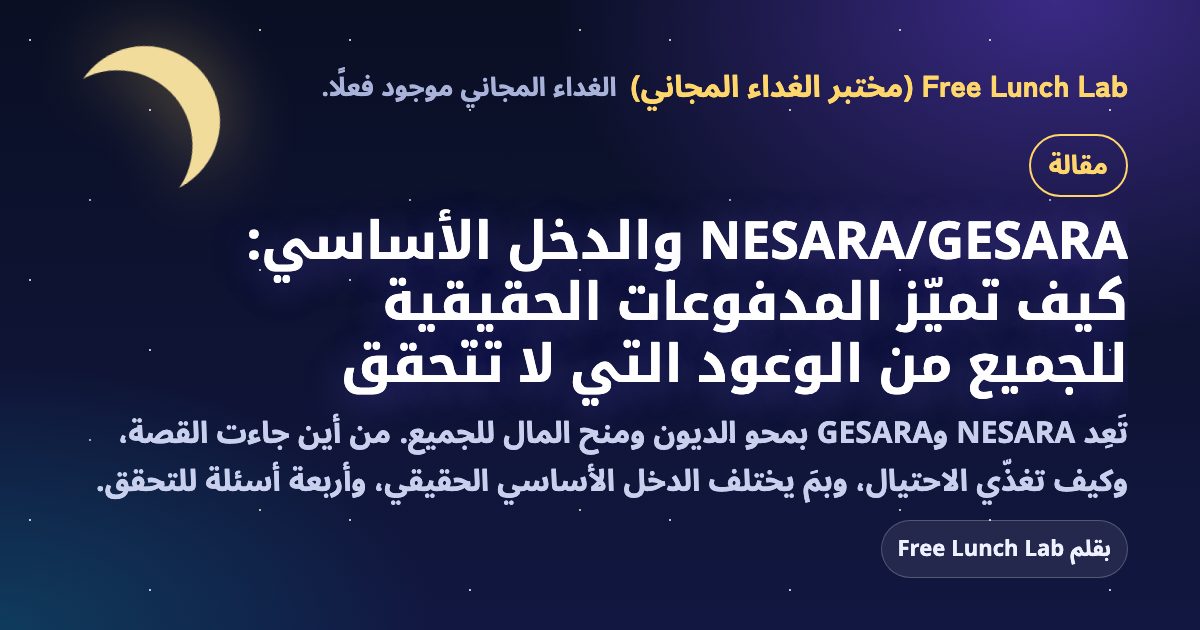 Free Lunch Lab (مختبر الغداء المجاني) الغداء المجاني موجود فعلًا.
مقالة
NESARA/GESARA والدخل الأساسي:
كيف تميّز المدفوعات الحقيقية
للجميع من الوعود التي لا تتحقق
تَعِد NESARA وGESARA بمحو الديون ومنح المال للجميع. من أين جاءت القصة،
وكيف تغذّي الاحتيال، وبمَ يختلف الدخل الأساسي الحقيقي، وأربعة أسئلة للتحقق.
بقلم Free Lunch Lab